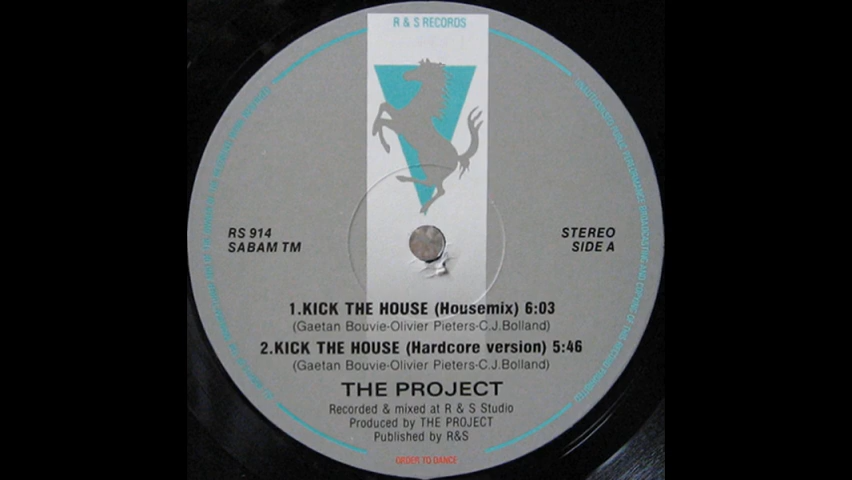 R & S RECORDS
RS 914
SABAM TM
STEREO
SIDE A
1.KICK THE HOUSE (Housemix) 6:03
(Gaetan Bouvie-Olivier Pieters-C.J.Bolland)
2.KICK THE HOUSE (Hardcore version) 5:46
(Gaetan Bouvie-Olivier Pieters-C.J.Bolland)
THE PROJECT
Recorded & mixed at R & S Studio
Produced by THE PROJECT
Published by R&S
ORDER TO DANCE